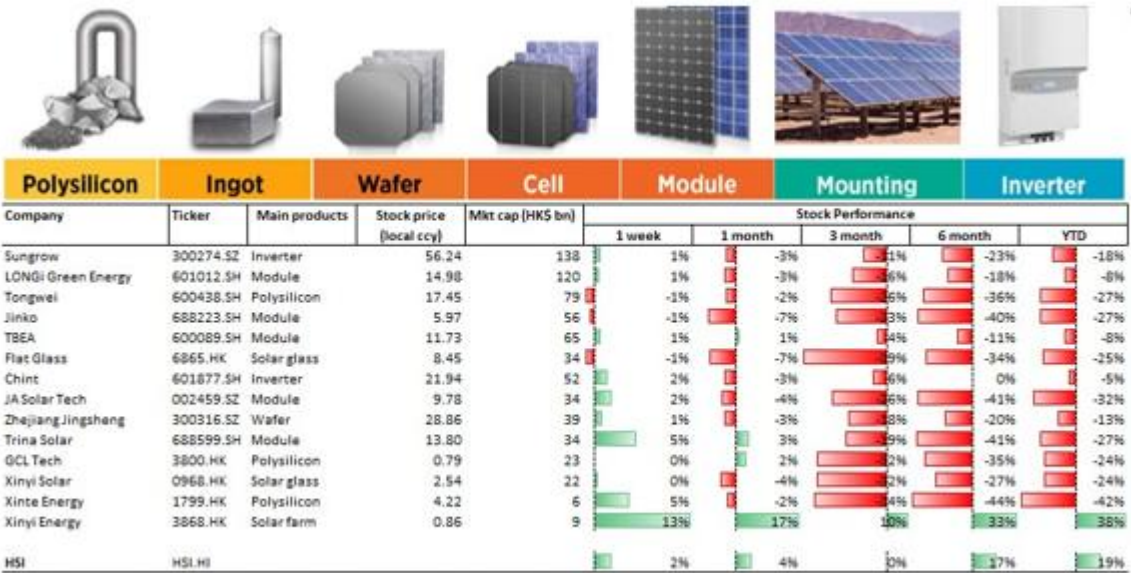 Polysilicon Ingot Wafer Cell Module Mounting Inverter
Company Ticker Main products Stock price (local ccy) Mkt cap (HK$ bn) Stock Performance
1 week 1 month 3 month 6 month YTD
Sungrow 300274.SZ Inverter 56.24 138 1% -3% -23% -18%
LONGi Green Energy 601012.SH Module 14.98 120 1% -3% -18% -8%
Tongwei 600438.SH Polysilicon 17.45 79 -1% -2% -36% -27%
Jinko 688223.SH Module 5.97 56 -1% -7% -40% -27%
TBEA 600089.SH Module 11.73 65 1% 1% -11% -8%
Flat Glass 6865.HK Solar glass 8.45 34 -1% -7% -34% -25%
Chint 601877.SH Inverter 21.94 52 2% -3% 0% -5%
JA Solar Tech 002459.SZ Module 9.78 34 2% -4% -41% -32%
Zhejiang Jingsheng 300316.SZ Wafer 28.86 39 1% -3% -20% -13%
Trina Solar 688599.SH Module 13.80 34 5% 3% -41% -27%
GCL Tech 3800.HK Polysilicon 0.79 23 0% 2% -35% -24%
Xinyi Solar 0968.HK Solar glass 2.54 22 0% -4% -27% -24%
Xinte Energy 1799.HK Polysilicon 4.22 6 5% -2% -44% -42%
Xinyi Energy 3868.HK Solar farm 0.86 9 13% 17% 10% 33% 38%
HSI HSI.HI 2% 4% 0% 17% 19%